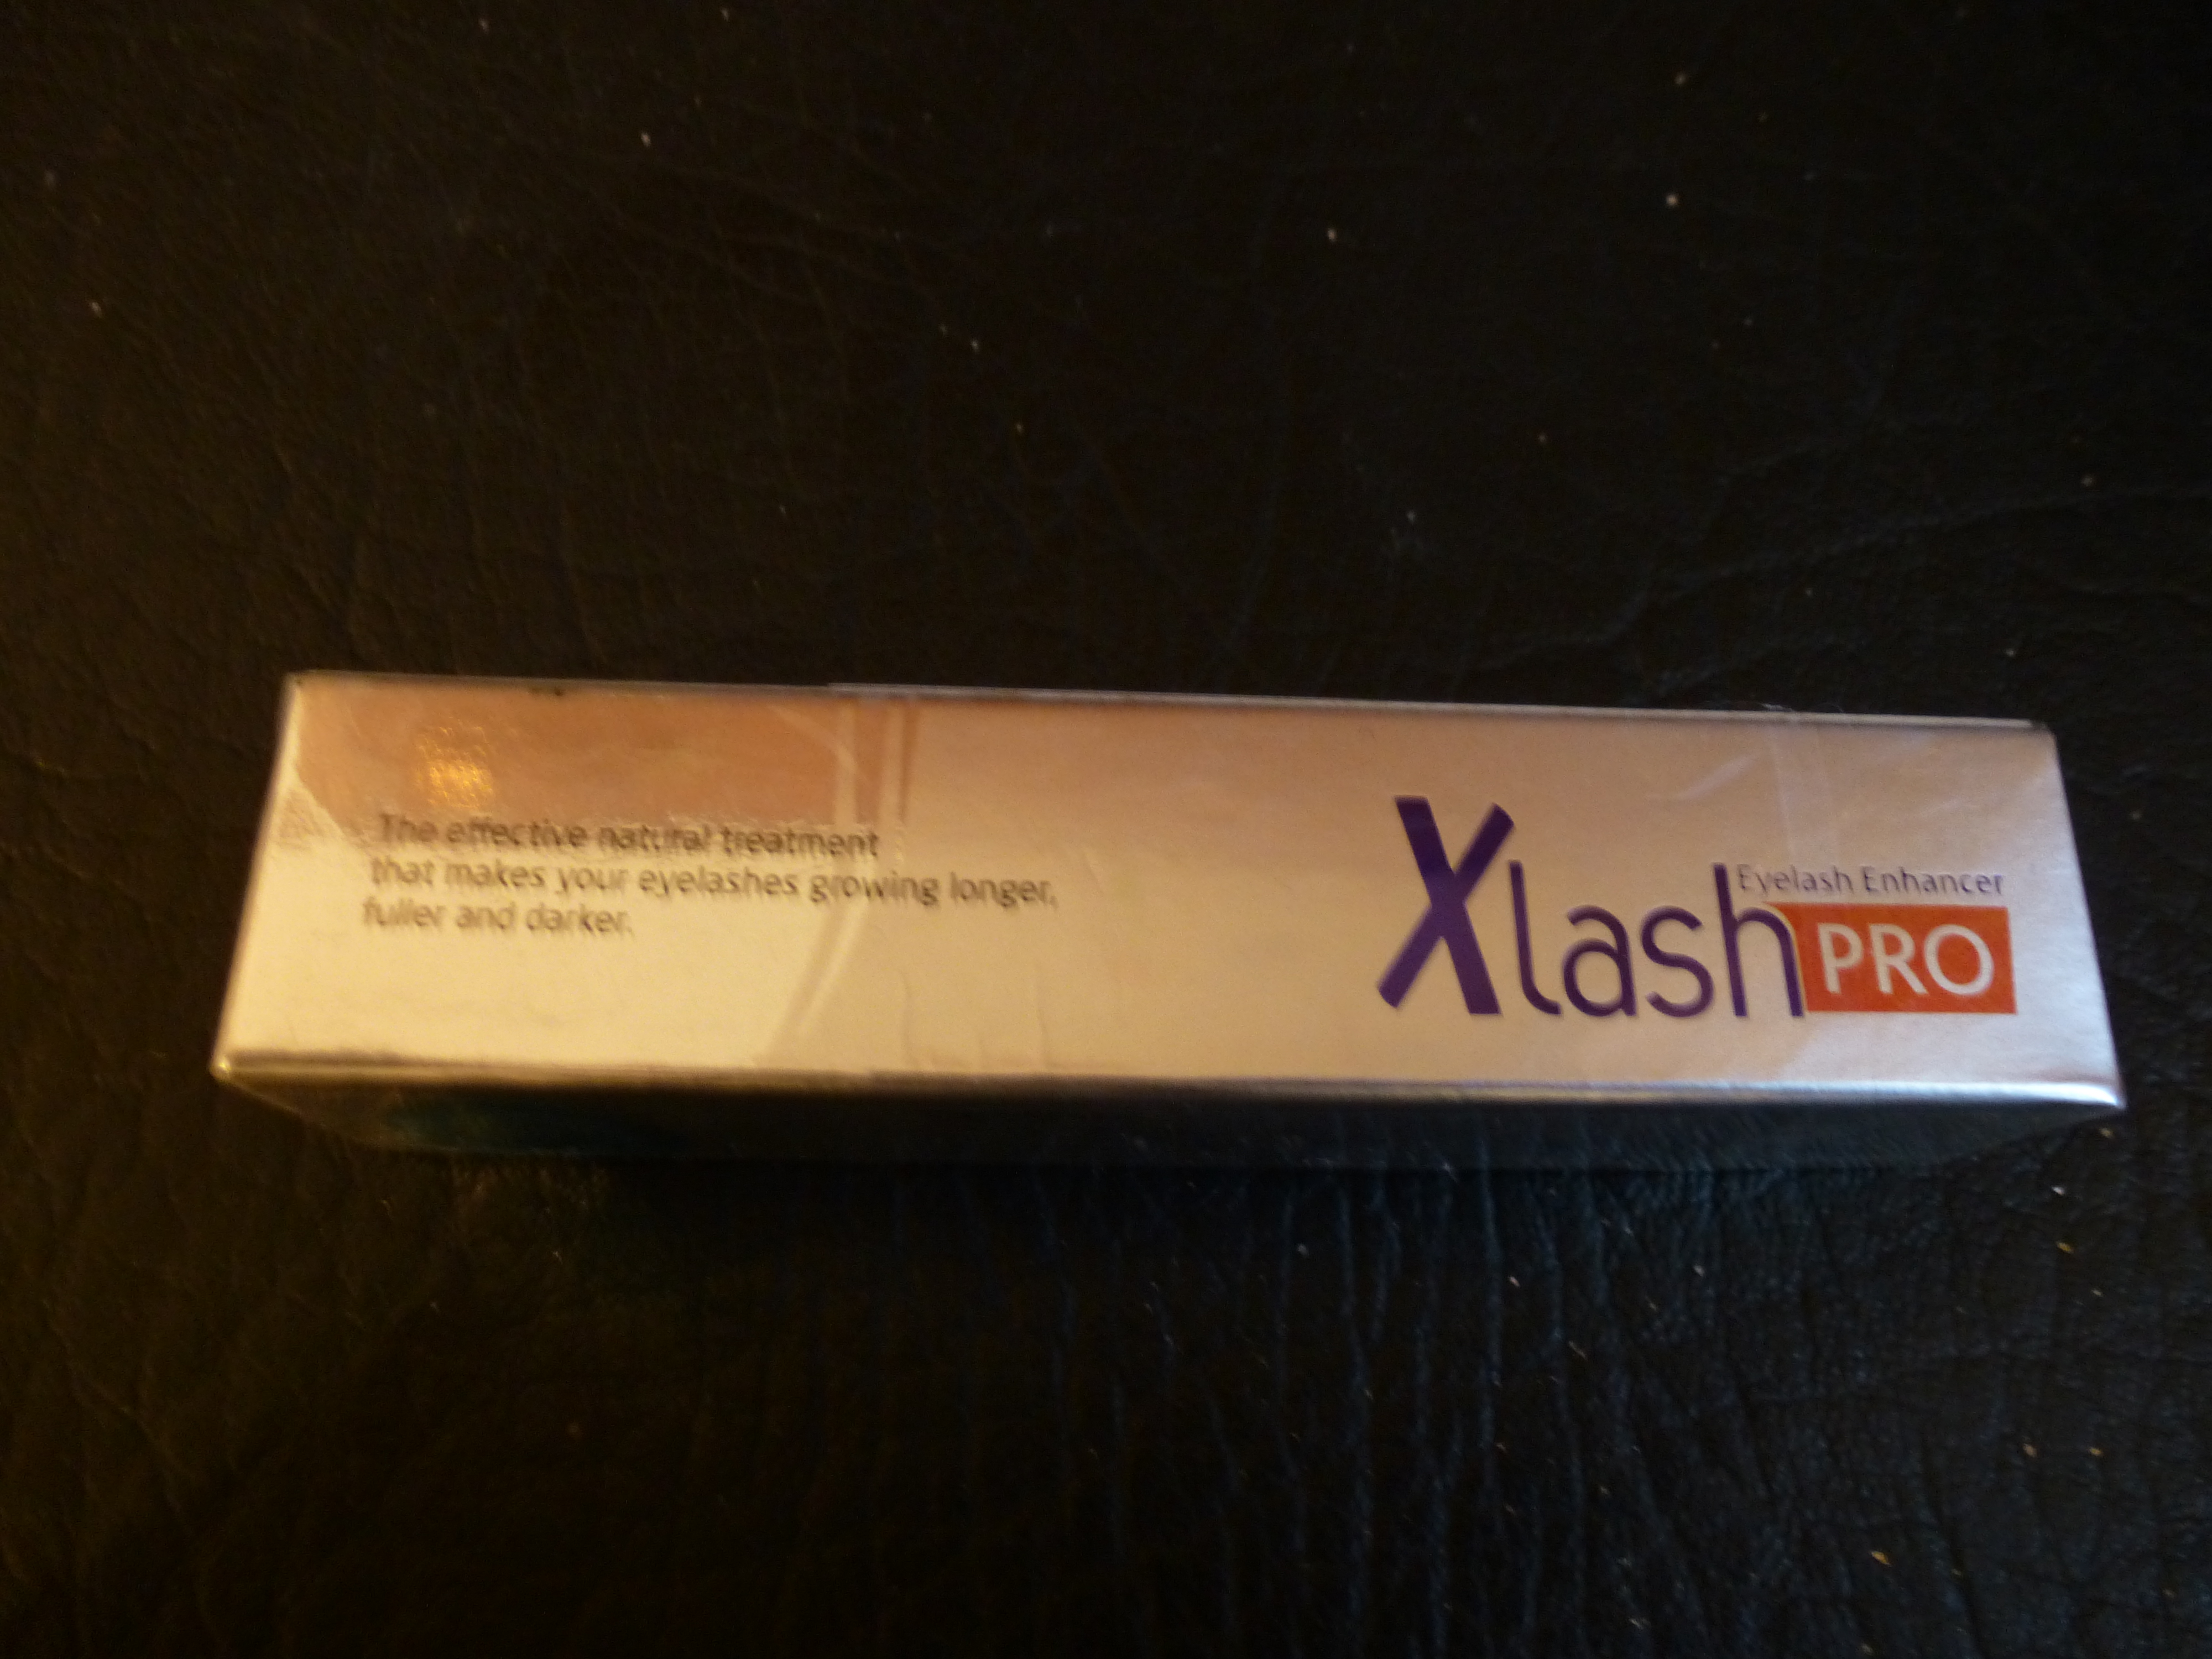 The effective natural treatment
that makes your eyelashes growing longer,
fuller and darker.
Xlash
Eyelash Enhancer
PRO